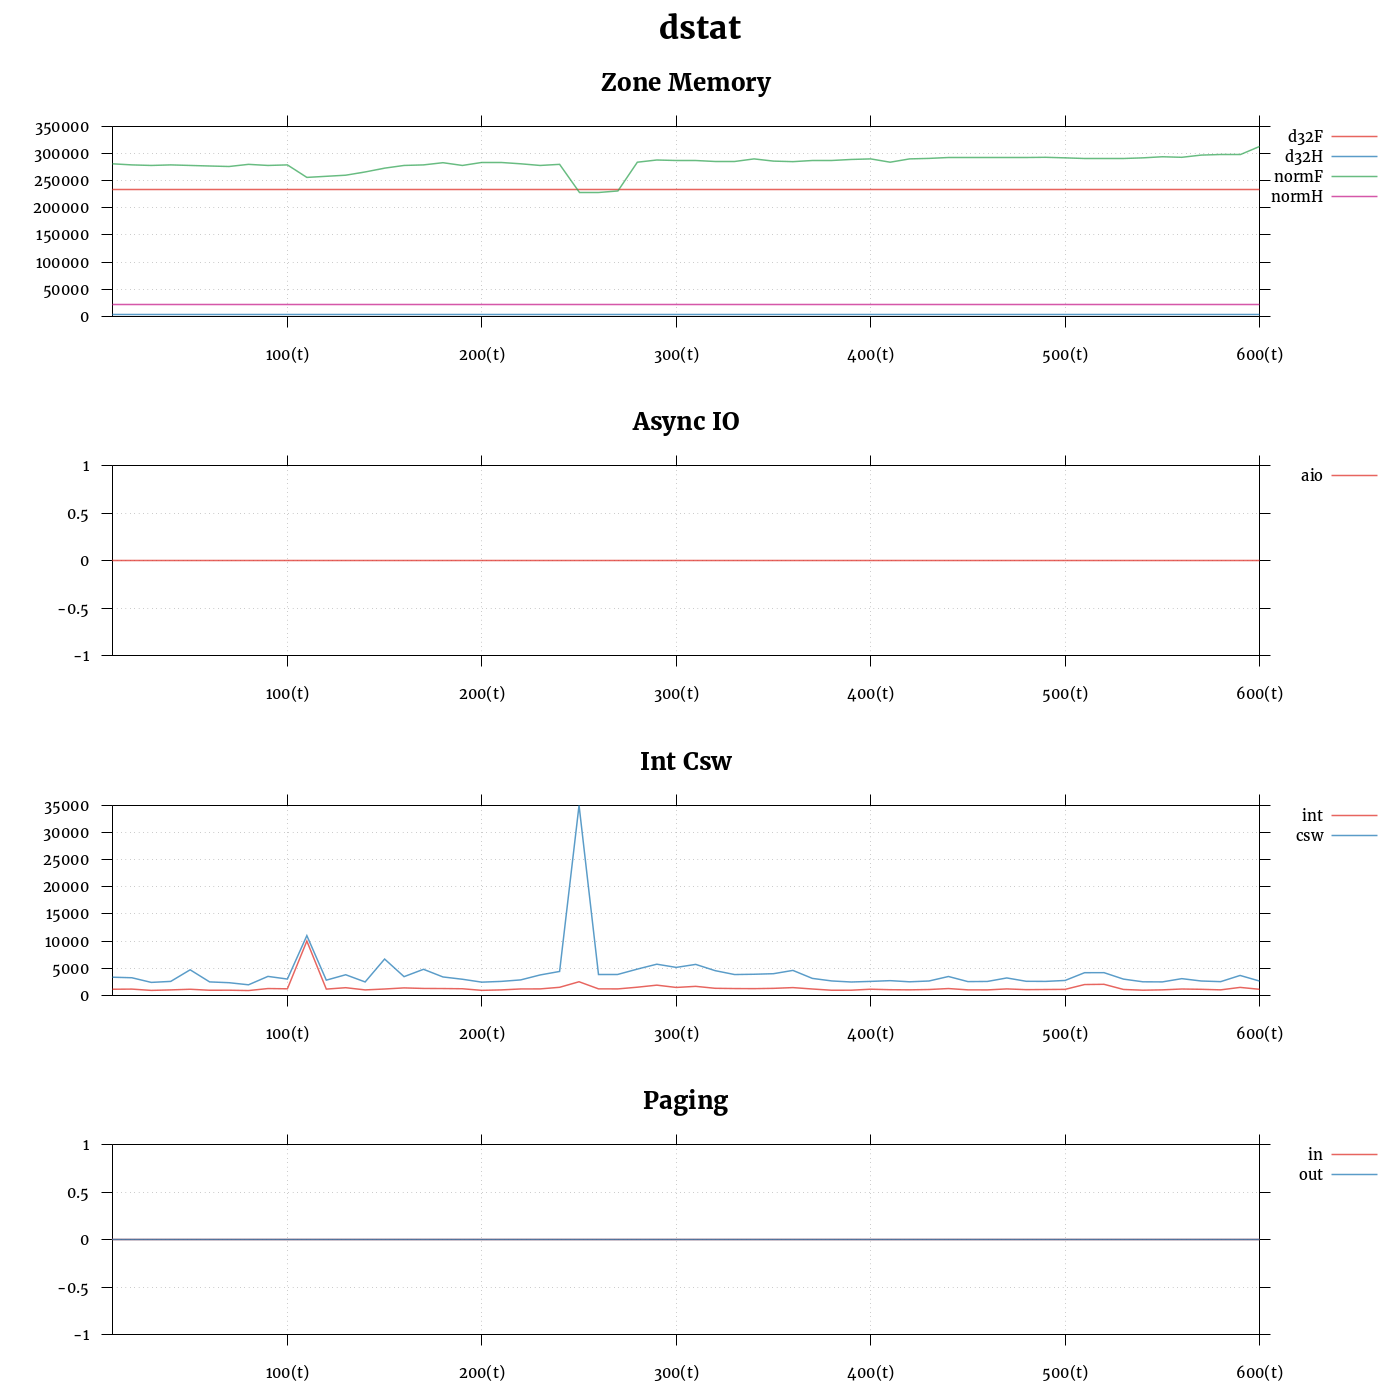 dstat
Zone Memory
350000
300000
250000
200000
150000
100000
50000
0
d32F
d32H
normF
normH
100(t) 200(t) 300(t) 400(t) 500(t) 600(t)
Async IO
1
0.5
0
-0.5
-1
aio
100(t) 200(t) 300(t) 400(t) 500(t) 600(t)
Int Csw
35000
30000
25000
20000
15000
10000
5000
0
int
csw
100(t) 200(t) 300(t) 400(t) 500(t) 600(t)
Paging
1
0.5
0
-0.5
-1
in
out
100(t) 200(t) 300(t) 400(t) 500(t) 600(t)